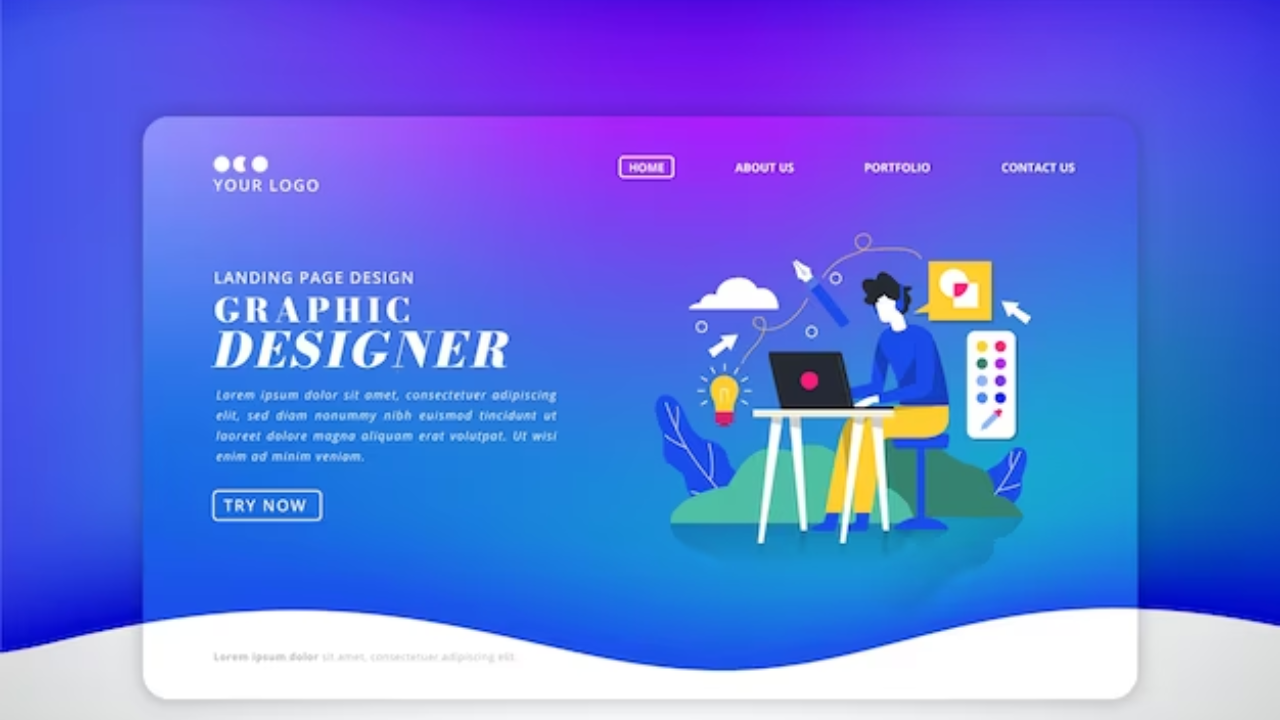 YOUR LOGO
HOME ABOUT US PORTFOLIO CONTACT US
LANDING PAGE DESIGN
GRAPHIC
DESIGNER
Lorem ipsum dolor sit amet, consectetuer adipiscing
elit, sed diam nonummy nibh euismod tincidunt ut
laoreet dolore magna aliquam erat volutpat. Ut wisi
enim ad minim veniam.
TRY NOW
Lorem ipsum dolor sit amet, consectetuer adipiscing elit.